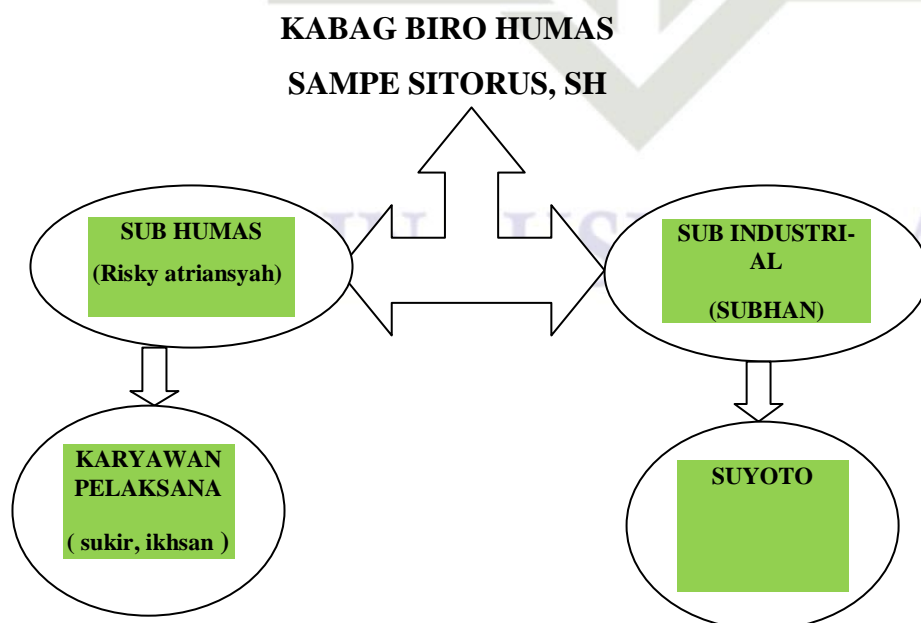 KABAG BIRO HUMAS
SAMPE SITORUS, SH
SUB HUMAS
(Risky atriansyah)
SUB INDUSTRI-
AL
(SUBHAN)
KARYAWAN
PELAKSANA
( sukir, ikhsan )
SUYOTO